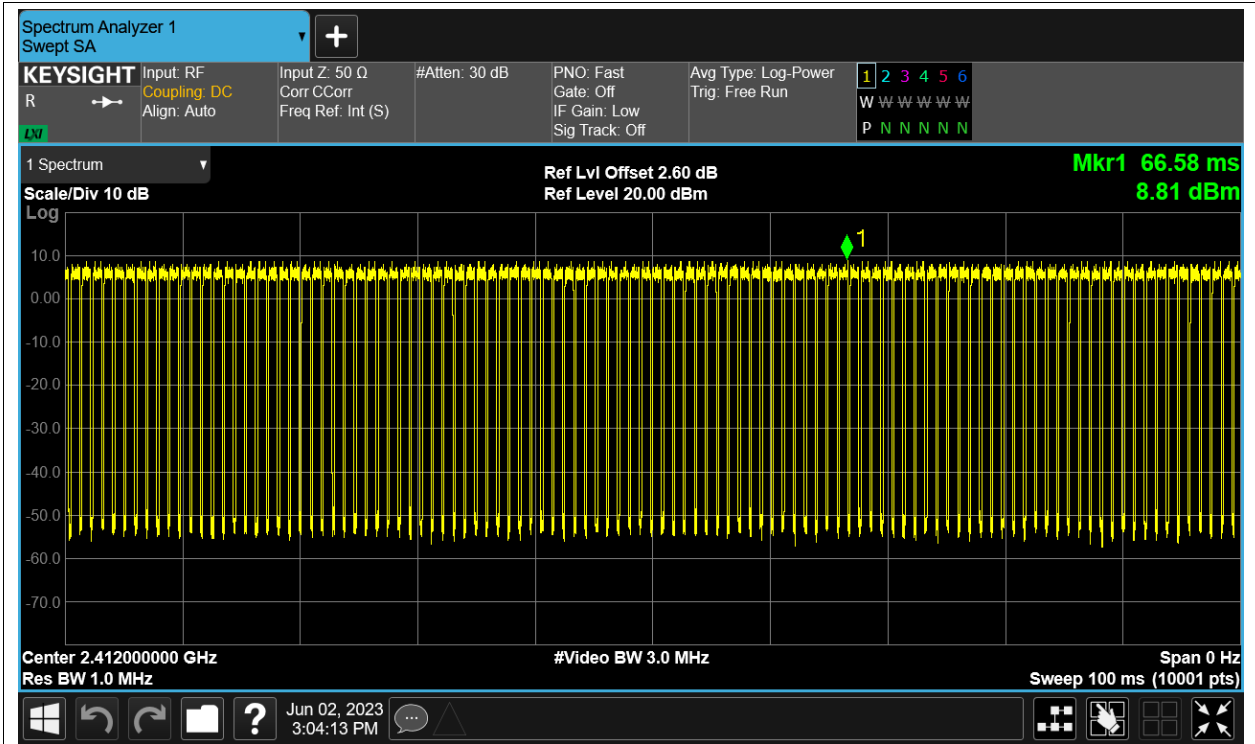 Spectrum Analyzer 1
Swept SA
KEYSIGHT
R
LXI
Input: RF
Coupling: DC
Align: Auto
Input Z: 50 Ω
Corr CCorr
Freq Ref: Int (S)
#Atten: 30 dB
PNO: Fast
Gate: Off
IF Gain: Low
Sig Track: Off
Avg Type: Log-Power
Trig: Free Run
1 2 3 4 5 6
W W W W W W
P N N N N N
1 Spectrum
Scale/Div 10 dB
Log
Ref Lvl Offset 2.60 dB
Ref Level 20.00 dBm
Mkr1 66.58 ms
8.81 dBm
1
10.0
0.00
-10.0
-20.0
-30.0
-40.0
-50.0
-60.0
-70.0
Center 2.412000000 GHz
Res BW 1.0 MHz
#Video BW 3.0 MHz
Span 0 Hz
Sweep 100 ms (10001 pts)
?
Jun 02, 2023
3:04:13 PM